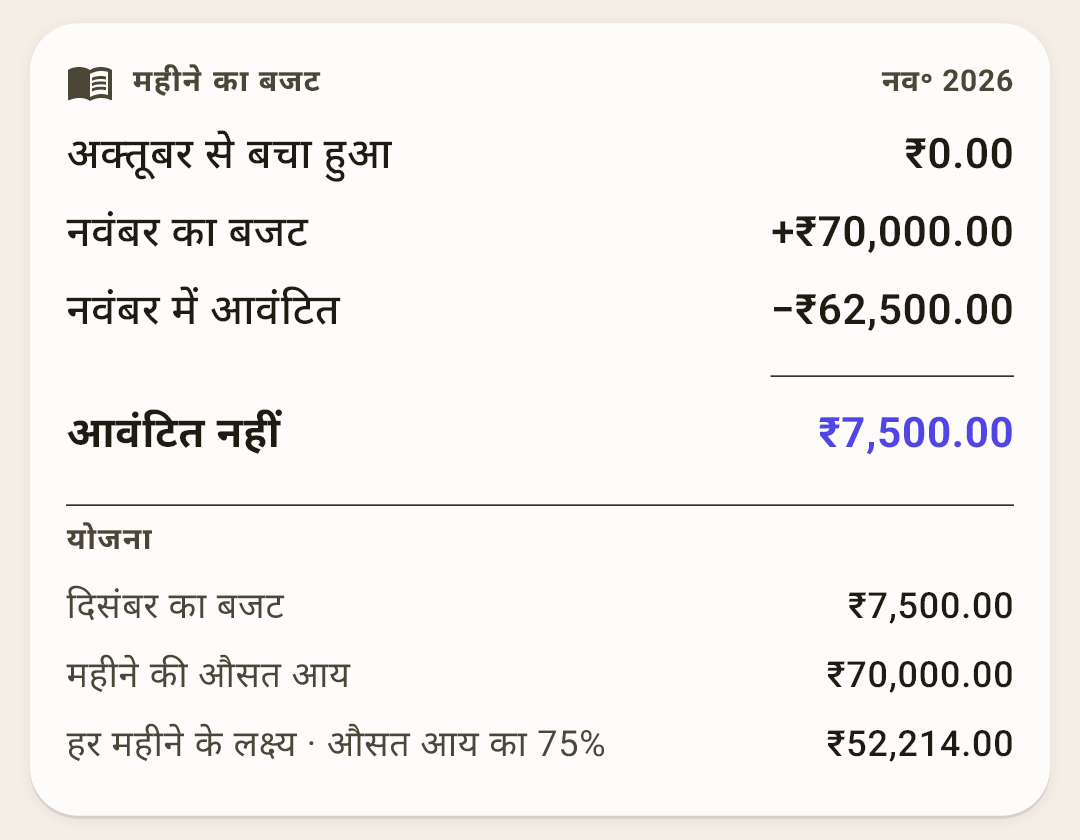 महीने का बजट नव॰ 2026
अक्तूबर से बचा हुआ ₹0.00
नवंबर का बजट +₹70,000.00
नवंबर में आवंटित −₹62,500.00
आवंटित नहीं ₹7,500.00
योजना
दिसंबर का बजट ₹7,500.00
महीने की औसत आय ₹70,000.00
हर महीने के लक्ष्य · औसत आय का 75% ₹52,214.00